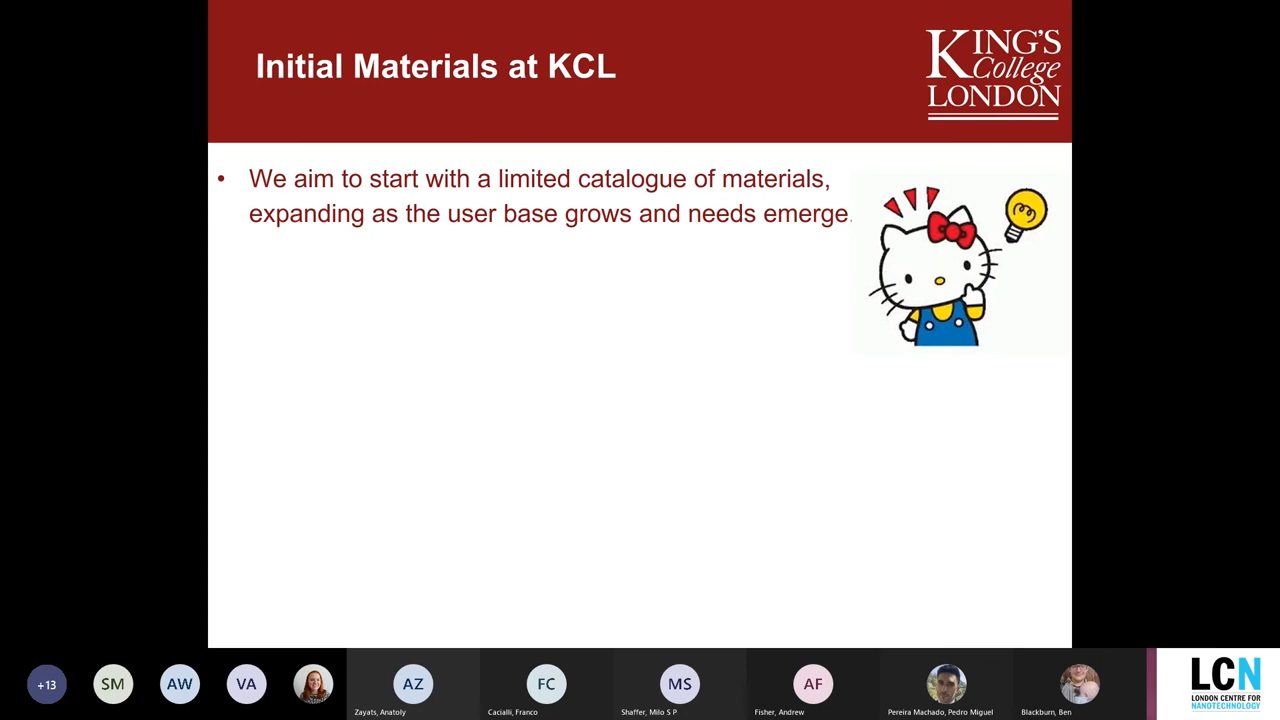 Initial Materials at KCL
KING'S
College
LONDON
• We aim to start with a limited catalogue of materials,
expanding as the user base grows and needs emerge.
+13
SM
AW
VA
AZ
Zayats, Anatoly
FC
Cacialli, Franco
MS
Shaffer, Milo S P
AF
Fisher, Andrew
Pereira Machado, Pedro Miguel
Blackburn, Ben
LCN
LONDON CENTRE FOR
NANOTECHNOLOGY